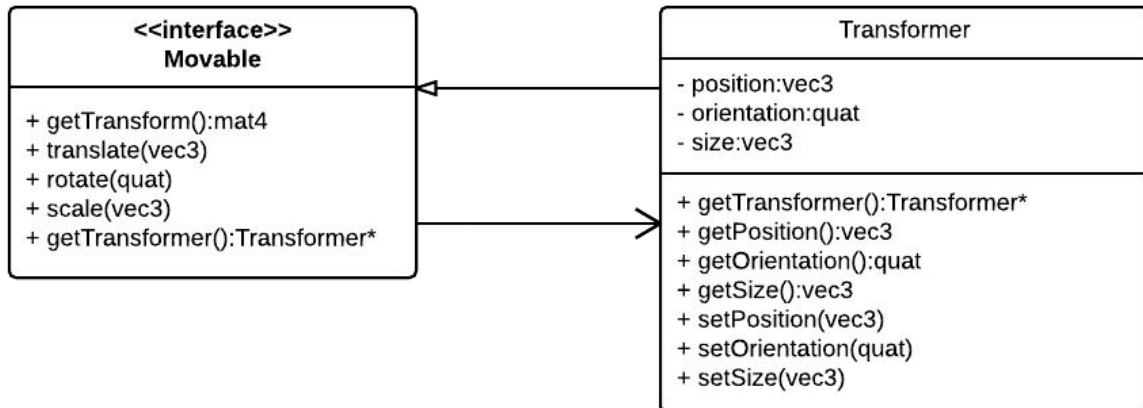 <<interface>>
Movable
+ getTransform():mat4
+ translate(vec3)
+ rotate(quat)
+ scale(vec3)
+ getTransformer():Transformer*
Transformer
- position:vec3
- orientation:quat
- size:vec3
+ getTransformer():Transformer*
+ getPosition():vec3
+ getOrientation():quat
+ getSize():vec3
+ setPosition(vec3)
+ setOrientation(quat)
+ setSize(vec3)